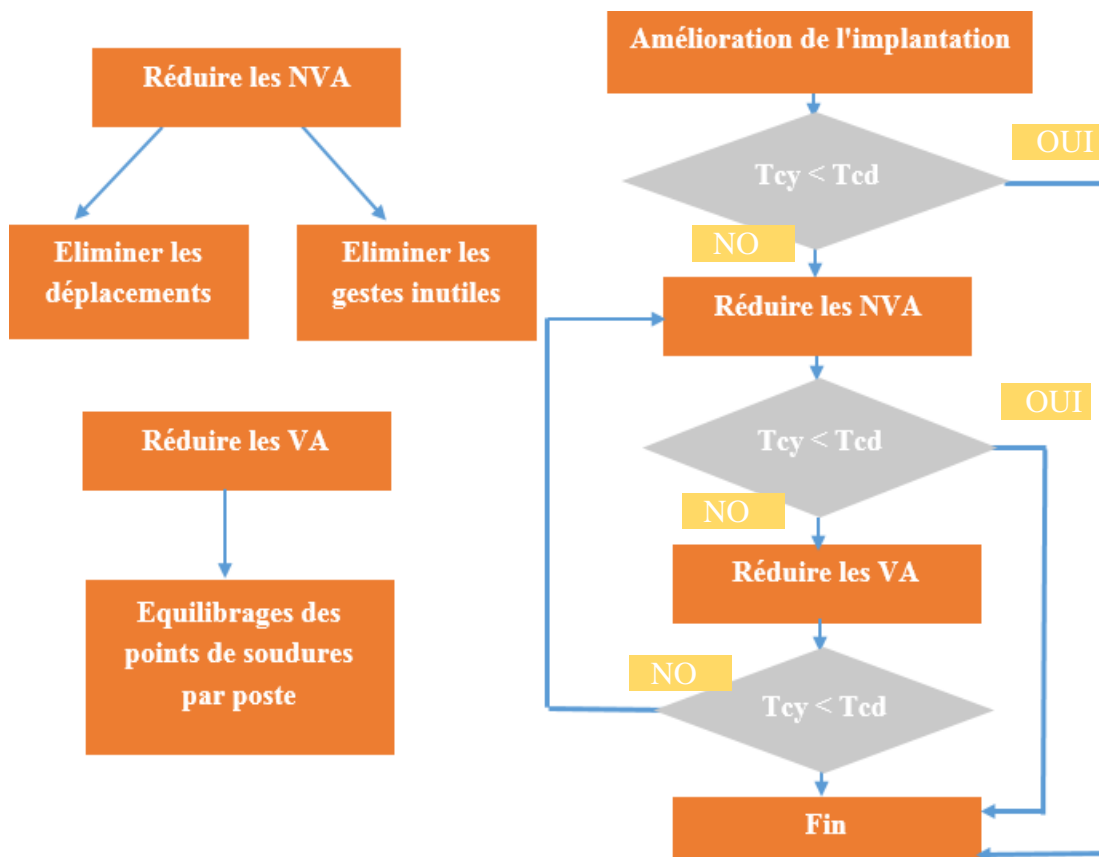 Réduire les NVA
Eliminer les
déplacements
Eliminer les
gestes inutiles
Réduire les VA
Equilibrages des
points de soudures
par poste
Amélioration de l'implantation
Tcy < Tcd
OUI
NO
Réduire les NVA
Tcy < Tcd
OUI
NO
Réduire les VA
Tcy < Tcd
NO
Fin